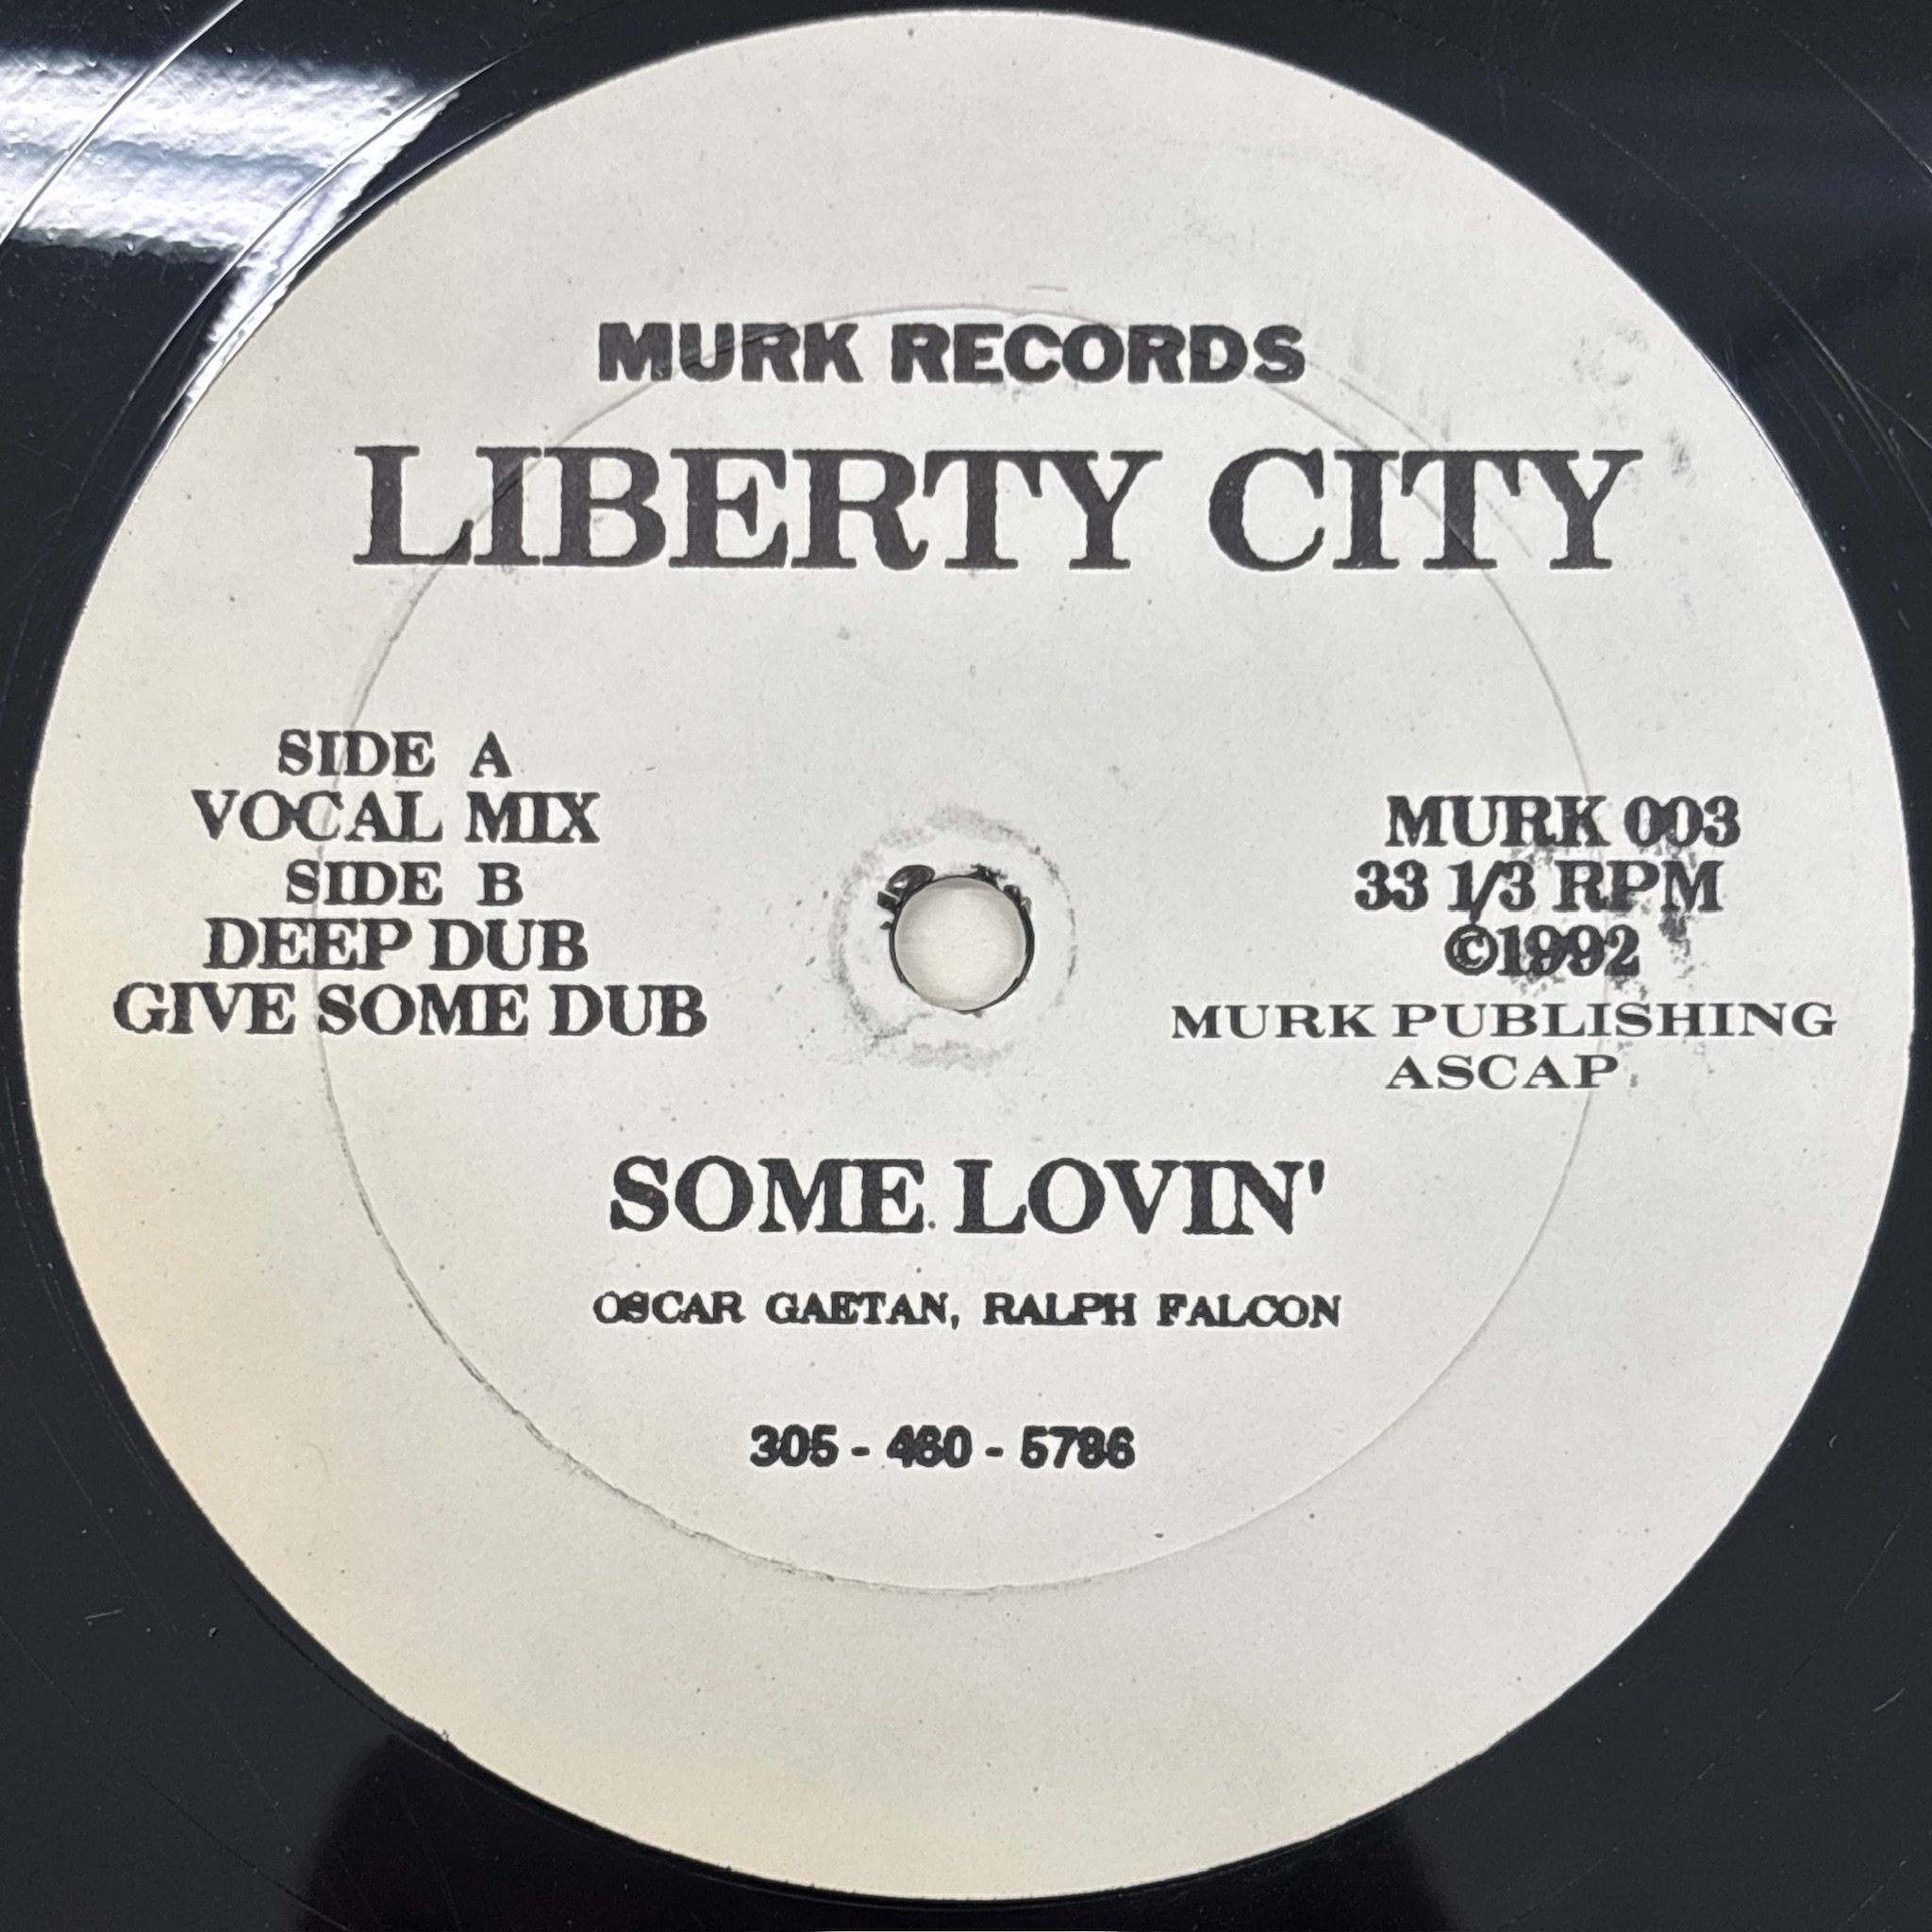 MURK RECORDS
LIBERTY CITY
SIDE A
VOCAL MIX
SIDE B
DEEP DUB
GIVE SOME DUB
MURK 003
33 1/3 RPM
©1992
MURK PUBLISHING
ASCAP
SOME LOVIN'
OSCAR GAETAN, RALPH FALCON
305 - 460 - 5786